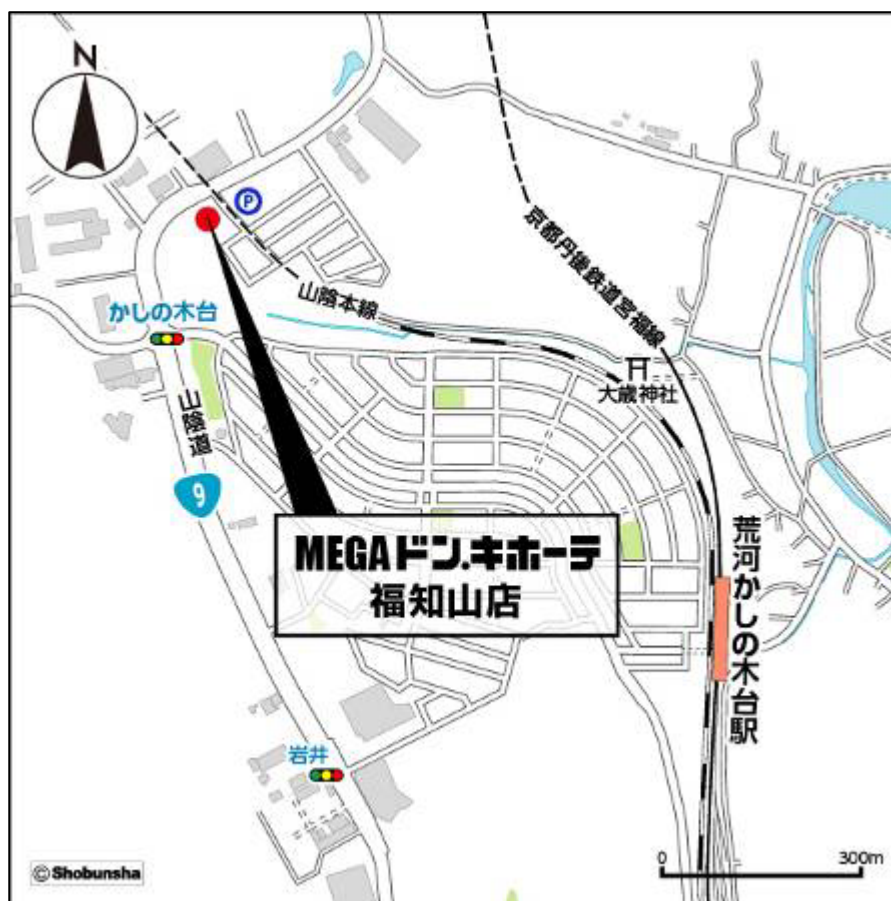 N
P
京都丹後鉄道宮福線
山陰本線
かしの木台
大歳神社
山陰道
9
MEGAドン.キホーテ
福知山店
荒河かしの木台駅
岩井
0 300m
© Shobunsha